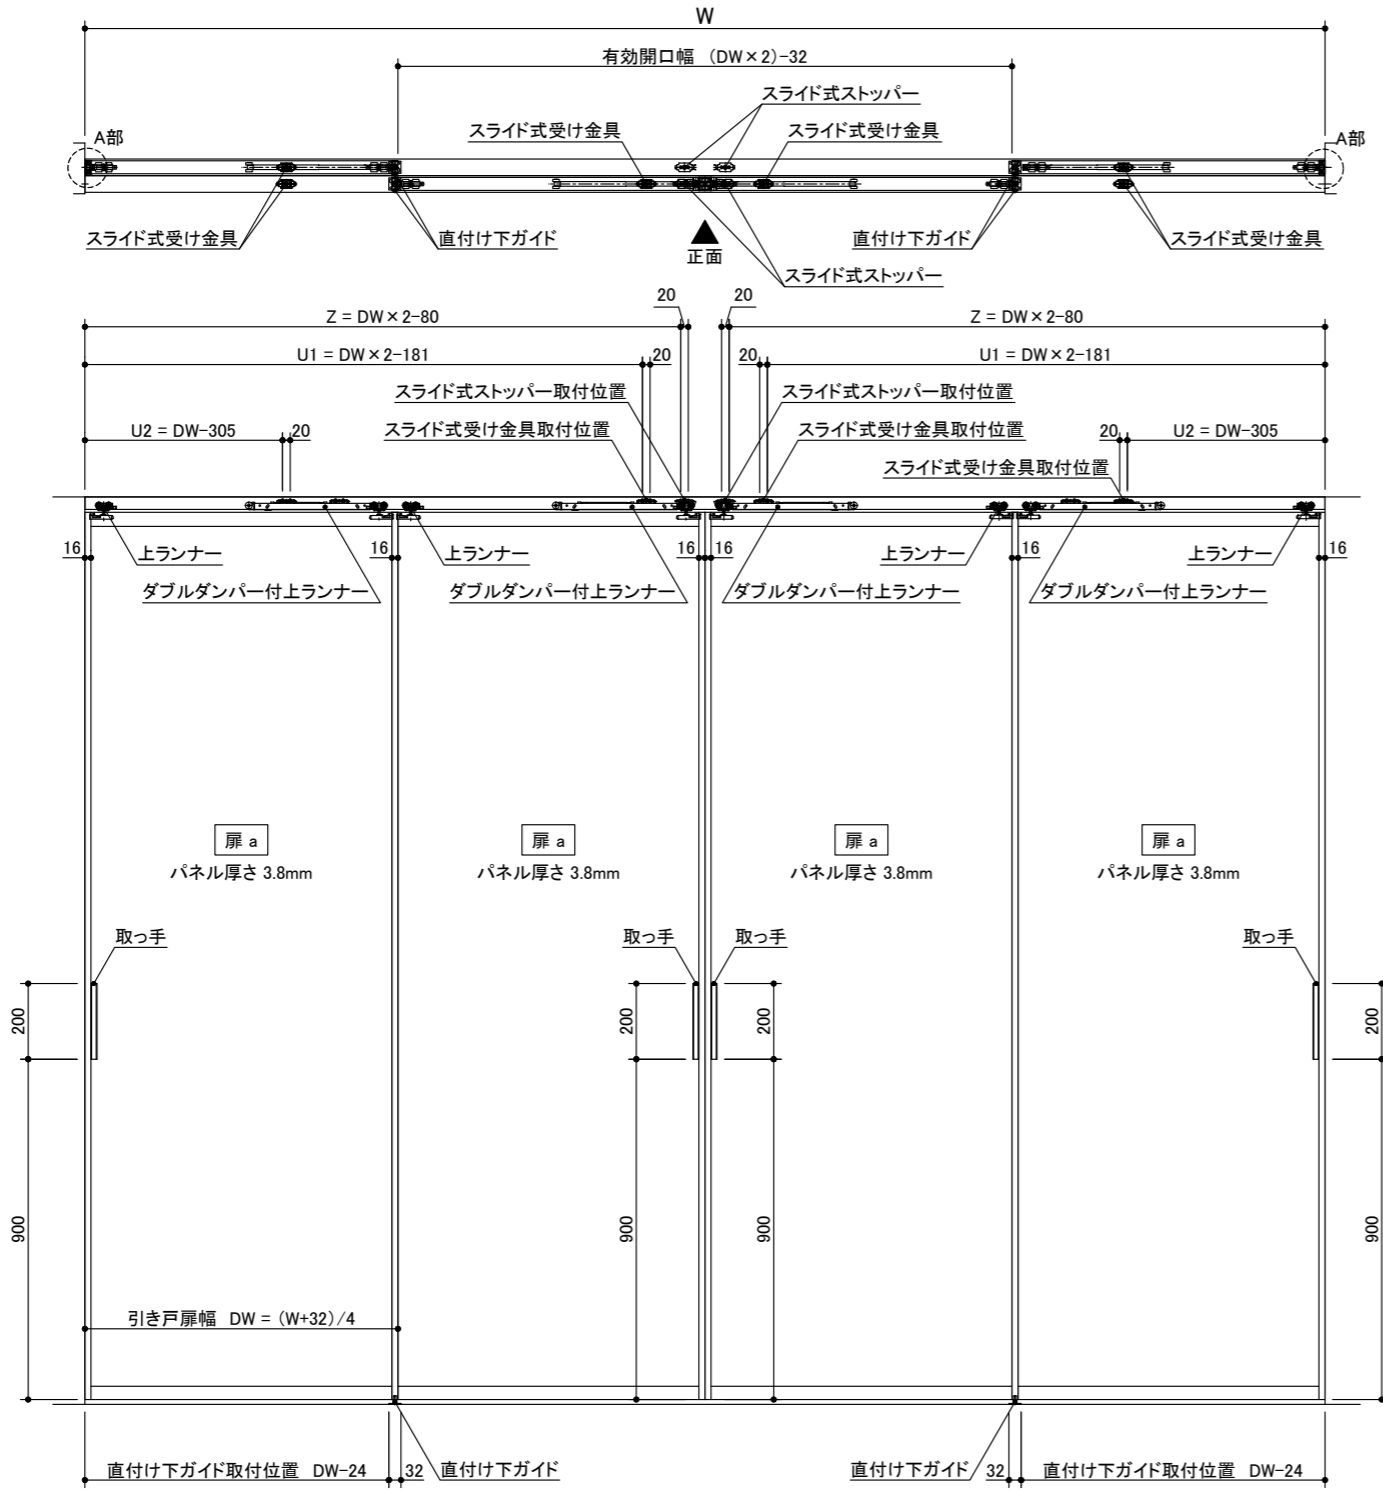 W
有効開口幅 (DW×2)-32
スライド式ストッパー
スライド式受け金具
スライド式受け金具
A部
A部
スライド式受け金具
直付け下ガイド
正面
直付け下ガイド
スライド式受け金具
スライド式ストッパー
20
20
Z = DW×2-80
Z = DW×2-80
U1 = DW×2-181
20
20
U1 = DW×2-181
スライド式ストッパー取付位置
スライド式ストッパー取付位置
U2 = DW-305
20
スライド式受け金具取付位置
スライド式受け金具取付位置
20
U2 = DW-305
スライド式受け金具取付位置
16
上ランナー
16
上ランナー
16
16
上ランナー
16
上ランナー
16
ダブルダンパー付上ランナー
ダブルダンパー付上ランナー
ダブルダンパー付上ランナー
ダブルダンパー付上ランナー
扉 a
扉 a
扉 a
扉 a
パネル厚さ 3.8mm
パネル厚さ 3.8mm
パネル厚さ 3.8mm
パネル厚さ 3.8mm
取っ手
取っ手
取っ手
取っ手
200
200
200
200
900
900
900
900
引き戸扉幅 DW = (W+32)/4
直付け下ガイド取付位置 DW-24
32
直付け下ガイド
直付け下ガイド
32
直付け下ガイド取付位置 DW-24